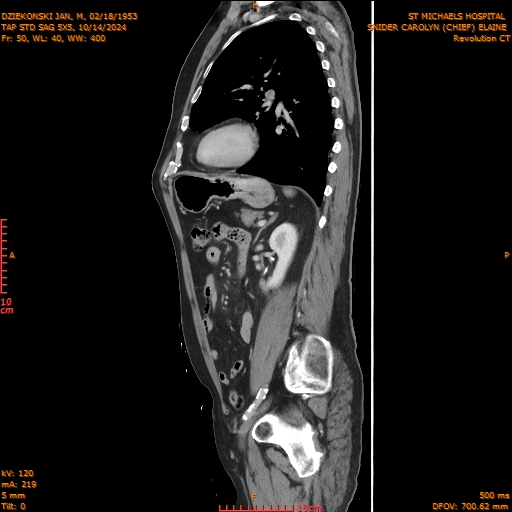 DZIEKONSKI JAN, M, 02/18/1953
TAP STD SAG 5X5, 10/14/2024
Fr: 50, WL: 40, WW: 400
ST MICHAELS HOSPITAL
SNIDER CAROLYN (CHIEF) ELAINE
Revolution CT
A
P
10
cm
kV: 120
mA: 219
5 mm
Tilt: 0
F
10cm
500 ms
DFOV: 700.62 mm